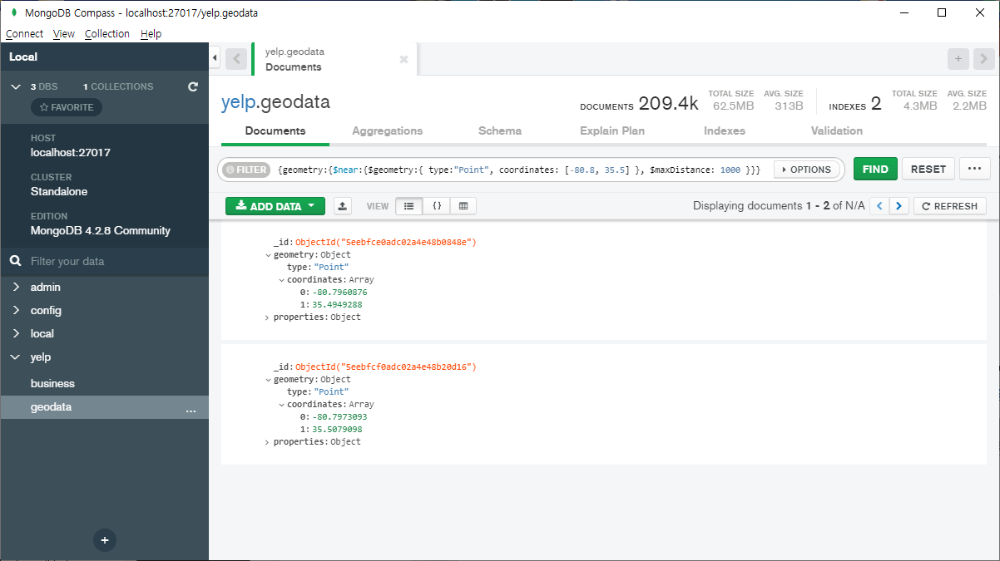 MongoDB Compass - localhost:27017/yelp.geodata
Connect View Collection Help
Local
3 DBS 1 COLLECTIONS
FAVORITE
HOST
localhost:27017
CLUSTER
Standalone
EDITION
MongoDB 4.2.8 Community
Filter your data
admin
config
local
yelp
business
geodata ...
+
yelp.geodata
Documents
+
yelp.geodata
DOCUMENTS 209.4k
TOTAL SIZE AVG. SIZE
62.5MB 313B
INDEXES 2
TOTAL SIZE AVG. SIZE
4.3MB 2.2MB
Documents Aggregations Schema Explain Plan Indexes Validation
FILTER {geometry:{$near:{$geometry:{ type:"Point", coordinates: [-80.8, 35.5] }, $maxDistance: 1000 }}} OPTIONS FIND RESET ...
ADD DATA VIEW {} Displaying documents 1 - 2 of N/A < > REFRESH
_id:ObjectId("5eebfce0adc02a4e48b0848e")
geometry:Object
type:"Point"
coordinates:Array
0:-80.7960876
1:35.4949288
properties:Object
_id:ObjectId("5eebfcf0adc02a4e48b20d16")
geometry:Object
type:"Point"
coordinates:Array
0:-80.7973093
1:35.5079098
properties:Object